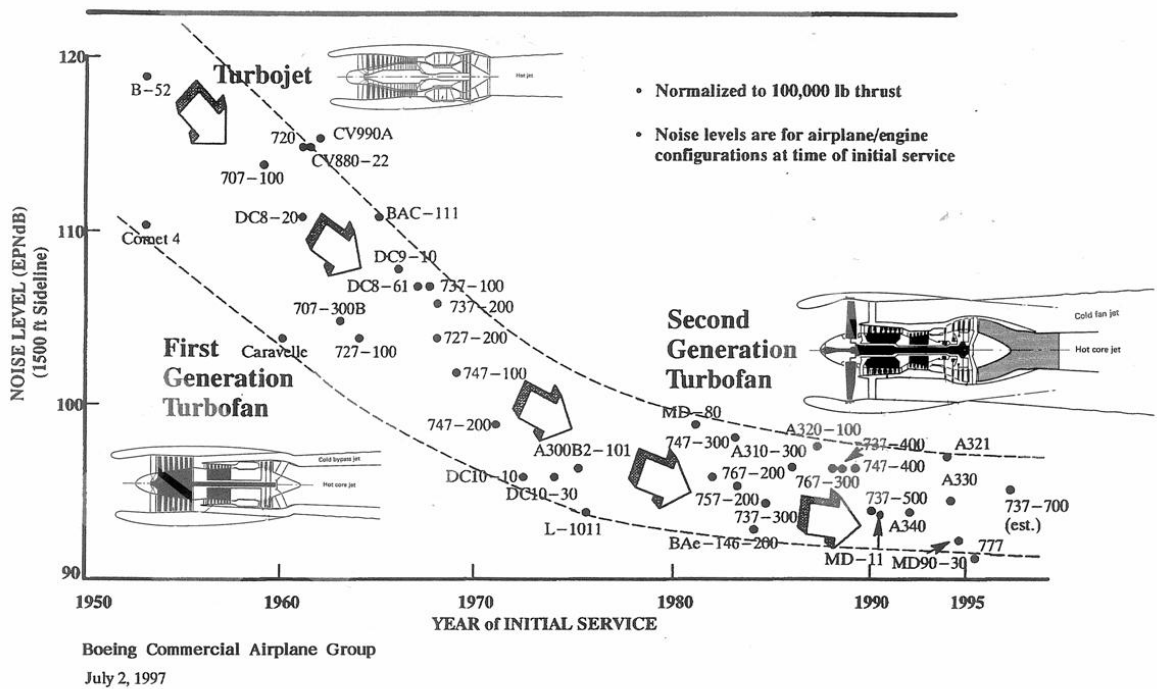 120
B-52
Turbojet
Hot jet
• Normalized to 100,000 lb thrust
• Noise levels are for airplane/engine
configurations at time of initial service
720
CV990A
CV880-22
707-100
DC8-20
BAC-111
110
Comet 4
DC9-10
DC8-61
737-100
737-200
707-300B
727-200
727-100
Caravelle
747-100
NOISE LEVEL (EPNdB)
(1500 ft Sideline)
First
Generation
Turbofan
Second
Generation
Turbofan
Cold fan jet
Hot core jet
100
747-200
MD-80
747-300
A320-100
737-400
A321
A300B2-101
A310-300
747-400
Cold bypass jet
Hot core jet
DC10-10
DC10-30
767-200
767-300
A330
757-200
737-500
737-700
(est.)
L-1011
737-300
A340
BAe-146-200
MD-11
MD90-30
777
90
1950
1960
1970
1980
1990
1995
YEAR of INITIAL SERVICE
Boeing Commercial Airplane Group
July 2, 1997